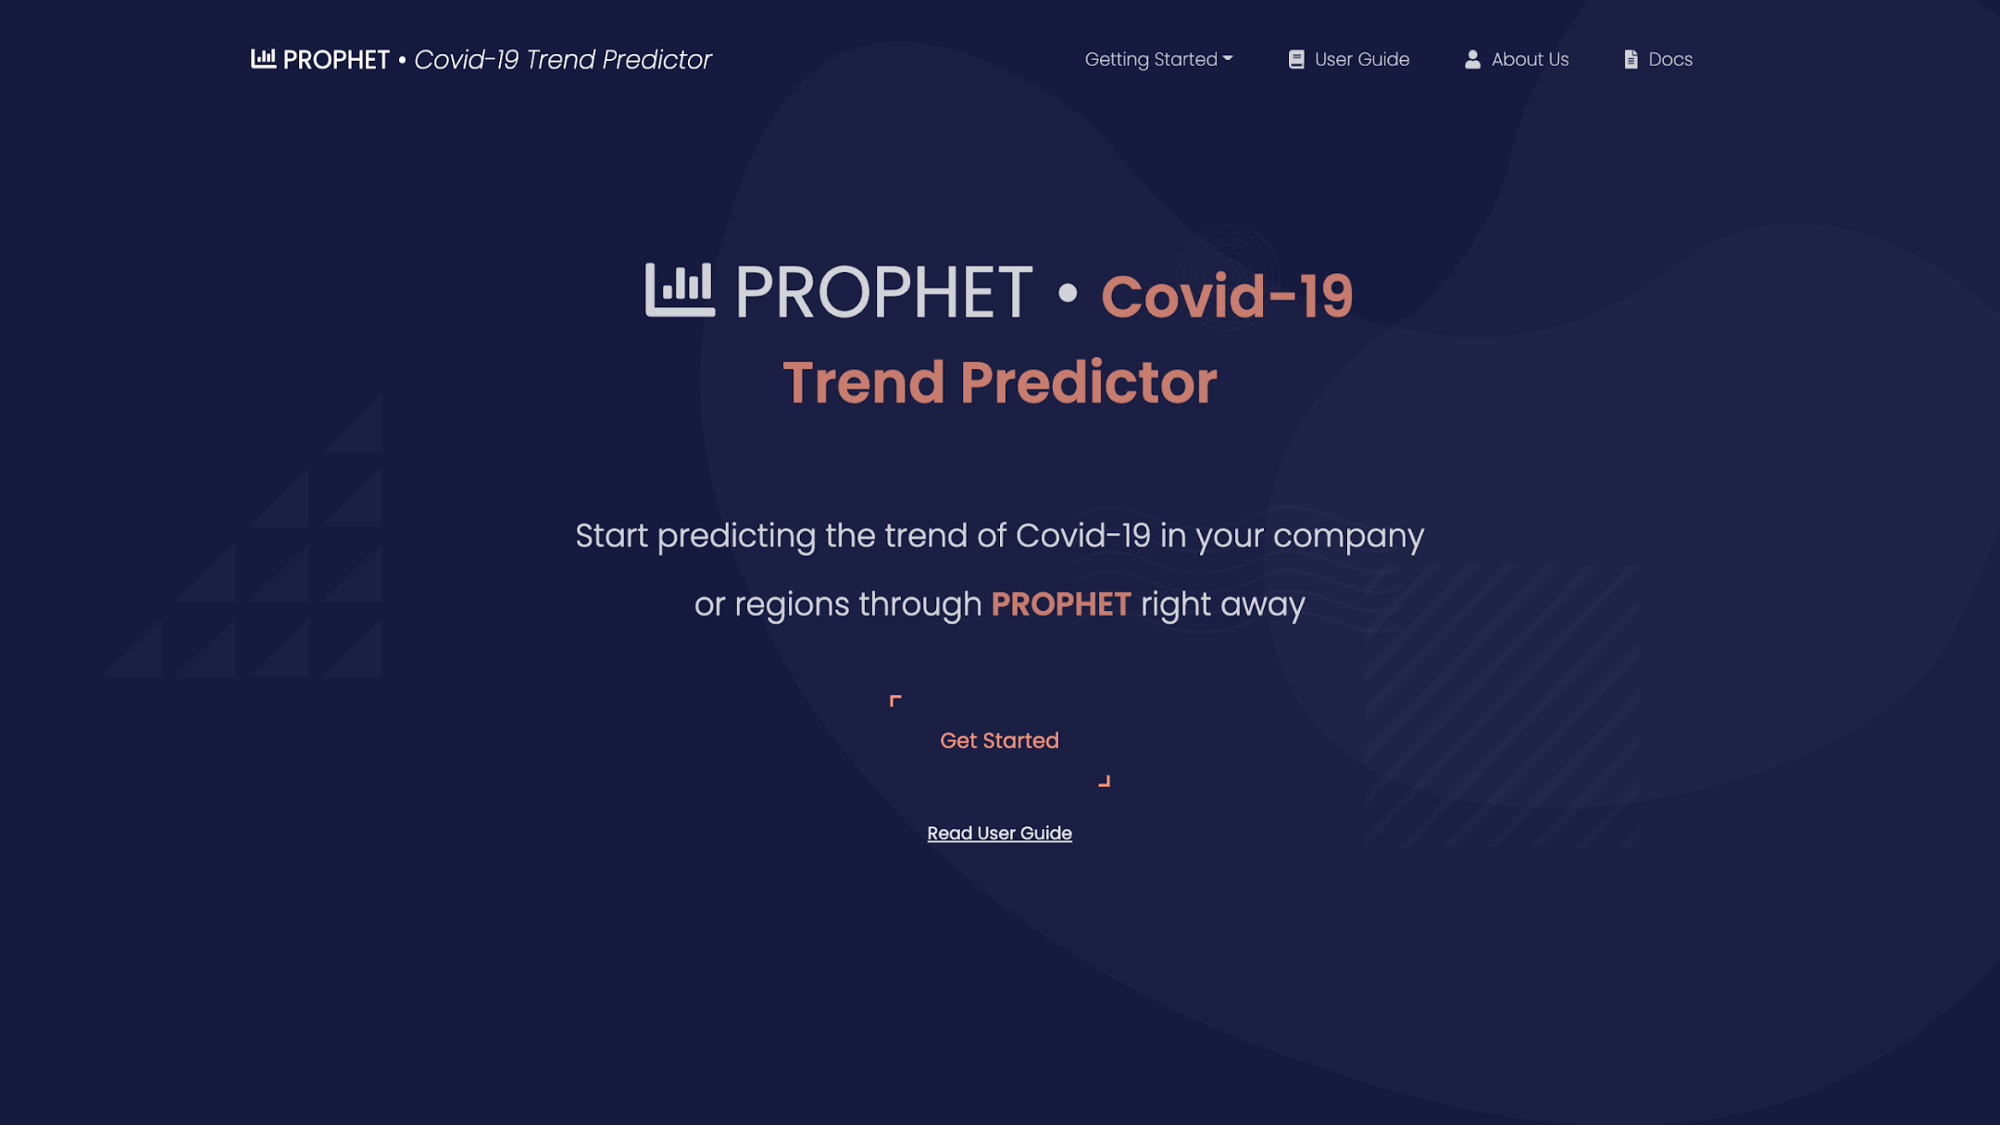 PROPHET • Covid-19 Trend Predictor
Getting Started
User Guide
About Us
Docs
PROPHET • Covid-19
Trend Predictor
Start predicting the trend of Covid-19 in your company
or regions through PROPHET right away
Get Started
Read User Guide